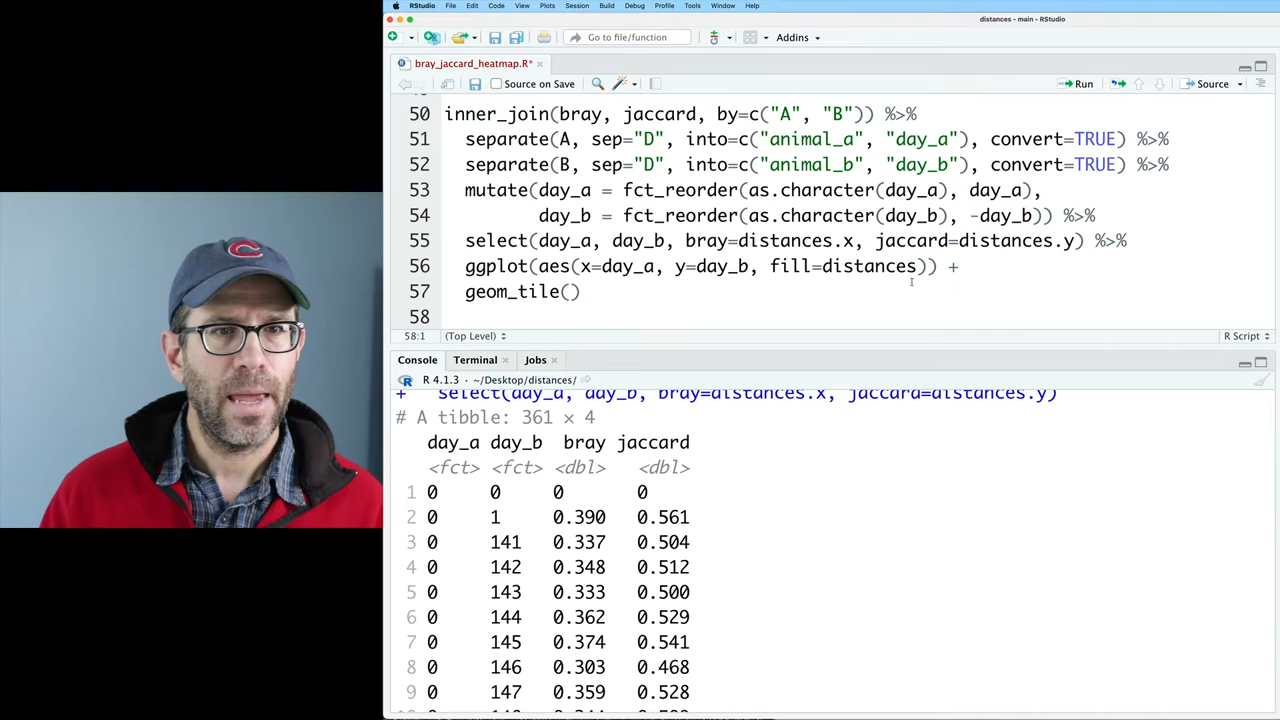 RStudio File Edit Code View Plots Session Build Debug Profile Tools Window Help
distances - main - RStudio
Go to file/function Addins
bray_jaccard_heatmap.R*
Source on Save Run Source
50 inner_join(bray, jaccard, by=c("A", "B")) %>%
51 separate(A, sep="D", into=c("animal_a", "day_a"), convert=TRUE) %>%
52 separate(B, sep="D", into=c("animal_b", "day_b"), convert=TRUE) %>%
53 mutate(day_a = fct_reorder(as.character(day_a), day_a),
54 day_b = fct_reorder(as.character(day_b), -day_b)) %>%
55 select(day_a, day_b, bray=distances.x, jaccard=distances.y) %>%
56 ggplot(aes(x=day_a, y=day_b, fill=distances)) +
57 geom_tile()
58
58:1 (Top Level) R Script
Console Terminal Jobs
R 4.1.3 · ~/Desktop/distances/
+ select(day_a, day_b, bray=distances.x, jaccard=distances.y)
# A tibble: 361 × 4
day_a day_b bray jaccard
<fct> <fct> <dbl> <dbl>
1 0 0 0 0
2 0 1 0.390 0.561
3 0 141 0.337 0.504
4 0 142 0.348 0.512
5 0 143 0.333 0.500
6 0 144 0.362 0.529
7 0 145 0.374 0.541
8 0 146 0.303 0.468
9 0 147 0.359 0.528